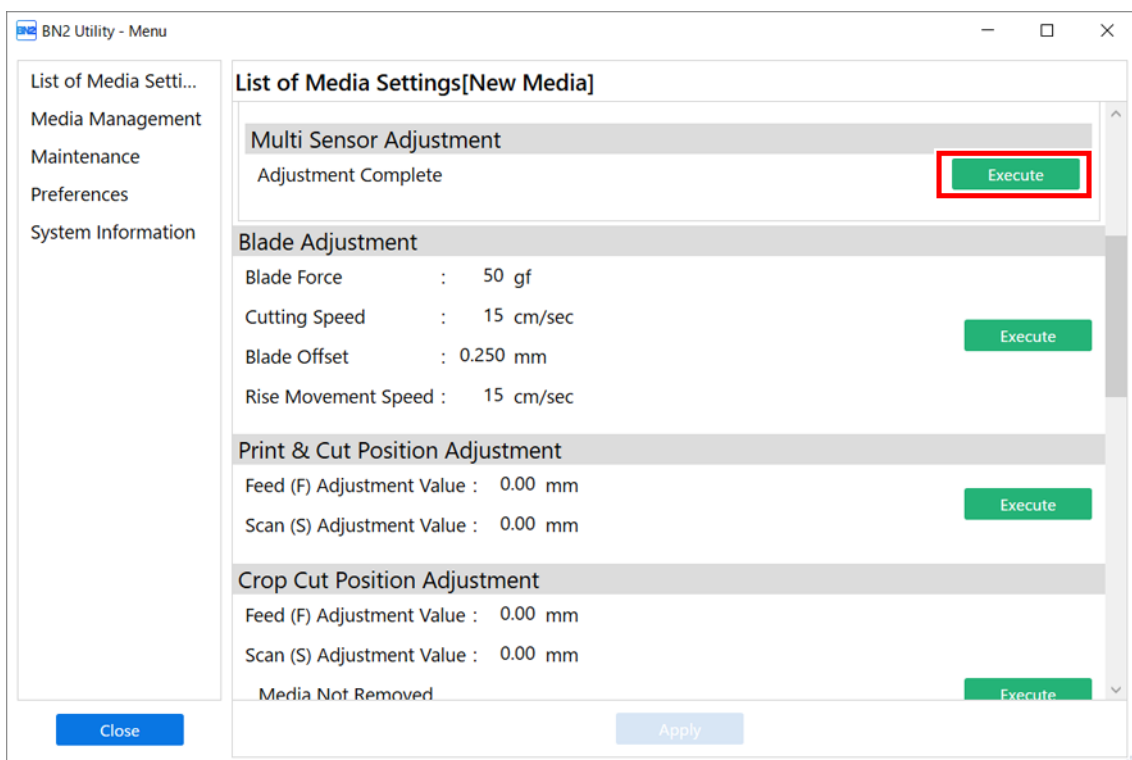 BN2 BN2 Utility - Menu
List of Media Setti...
Media Management
Maintenance
Preferences
System Information
Close
List of Media Settings[New Media]
Multi Sensor Adjustment
Adjustment Complete Execute
Blade Adjustment
Blade Force : 50 gf
Cutting Speed : 15 cm/sec
Execute
Blade Offset : 0.250 mm
Rise Movement Speed : 15 cm/sec
Print & Cut Position Adjustment
Feed (F) Adjustment Value : 0.00 mm
Execute
Scan (S) Adjustment Value : 0.00 mm
Crop Cut Position Adjustment
Feed (F) Adjustment Value : 0.00 mm
Scan (S) Adjustment Value : 0.00 mm
Media Not Removed Execute
Apply